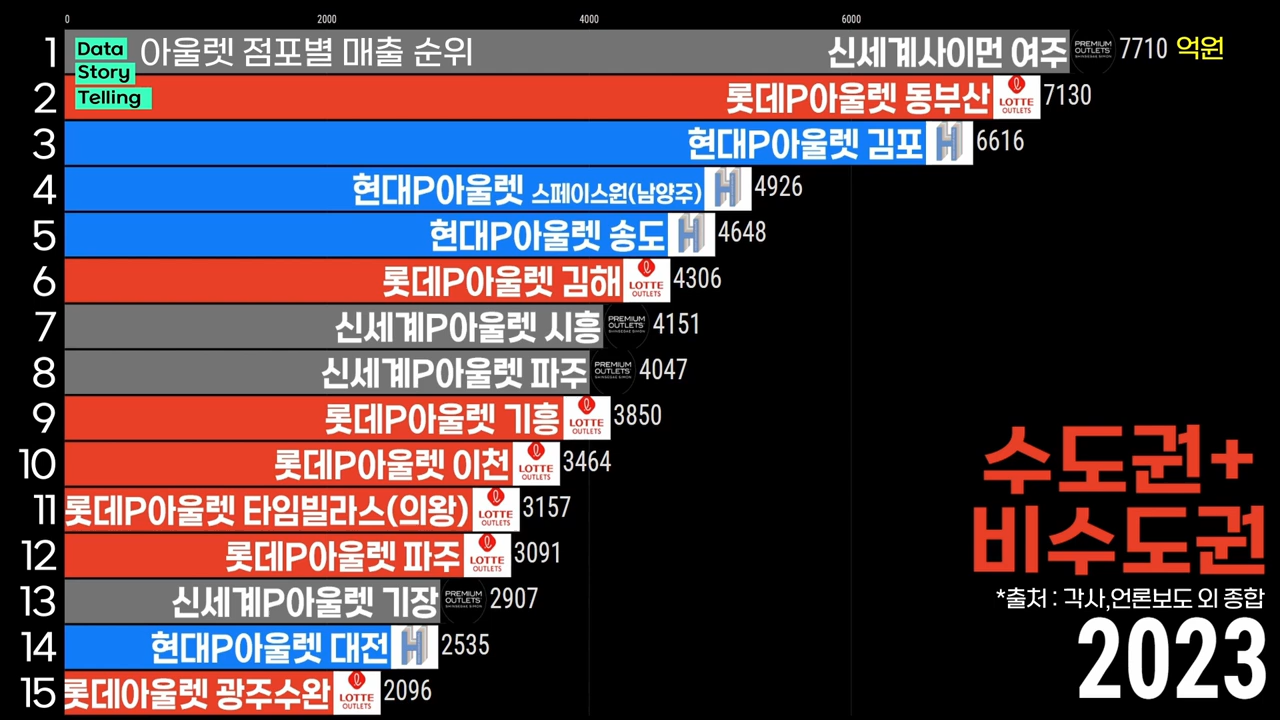 0 2000 4000 6000
Data
Story
Telling
아울렛 점포별 매출 순위
1 신세계사이먼 여주 PREMIUM OUTLETS 7710 억원
2 롯데P아울렛 동부산 LOTTE OUTLETS 7130
3 현대P아울렛 김포 H 6616
4 현대P아울렛 스페이스원(남양주) H 4926
5 현대P아울렛 송도 H 4648
6 롯데P아울렛 김해 LOTTE OUTLETS 4306
7 신세계P아울렛 시흥 PREMIUM OUTLETS 4151
8 신세계P아울렛 파주 PREMIUM OUTLETS 4047
9 롯데P아울렛 기흥 LOTTE OUTLETS 3850
10 롯데P아울렛 이천 LOTTE OUTLETS 3464
11 롯데P아울렛 타임빌라스(의왕) LOTTE OUTLETS 3157
12 롯데P아울렛 파주 LOTTE OUTLETS 3091
13 신세계P아울렛 기장 PREMIUM OUTLETS 2907
14 현대P아울렛 대전 H 2535
15 롯데아울렛 광주수완 LOTTE OUTLETS 2096
수도권+
비수도권
*출처 : 각사,언론보도 외 종합
2023